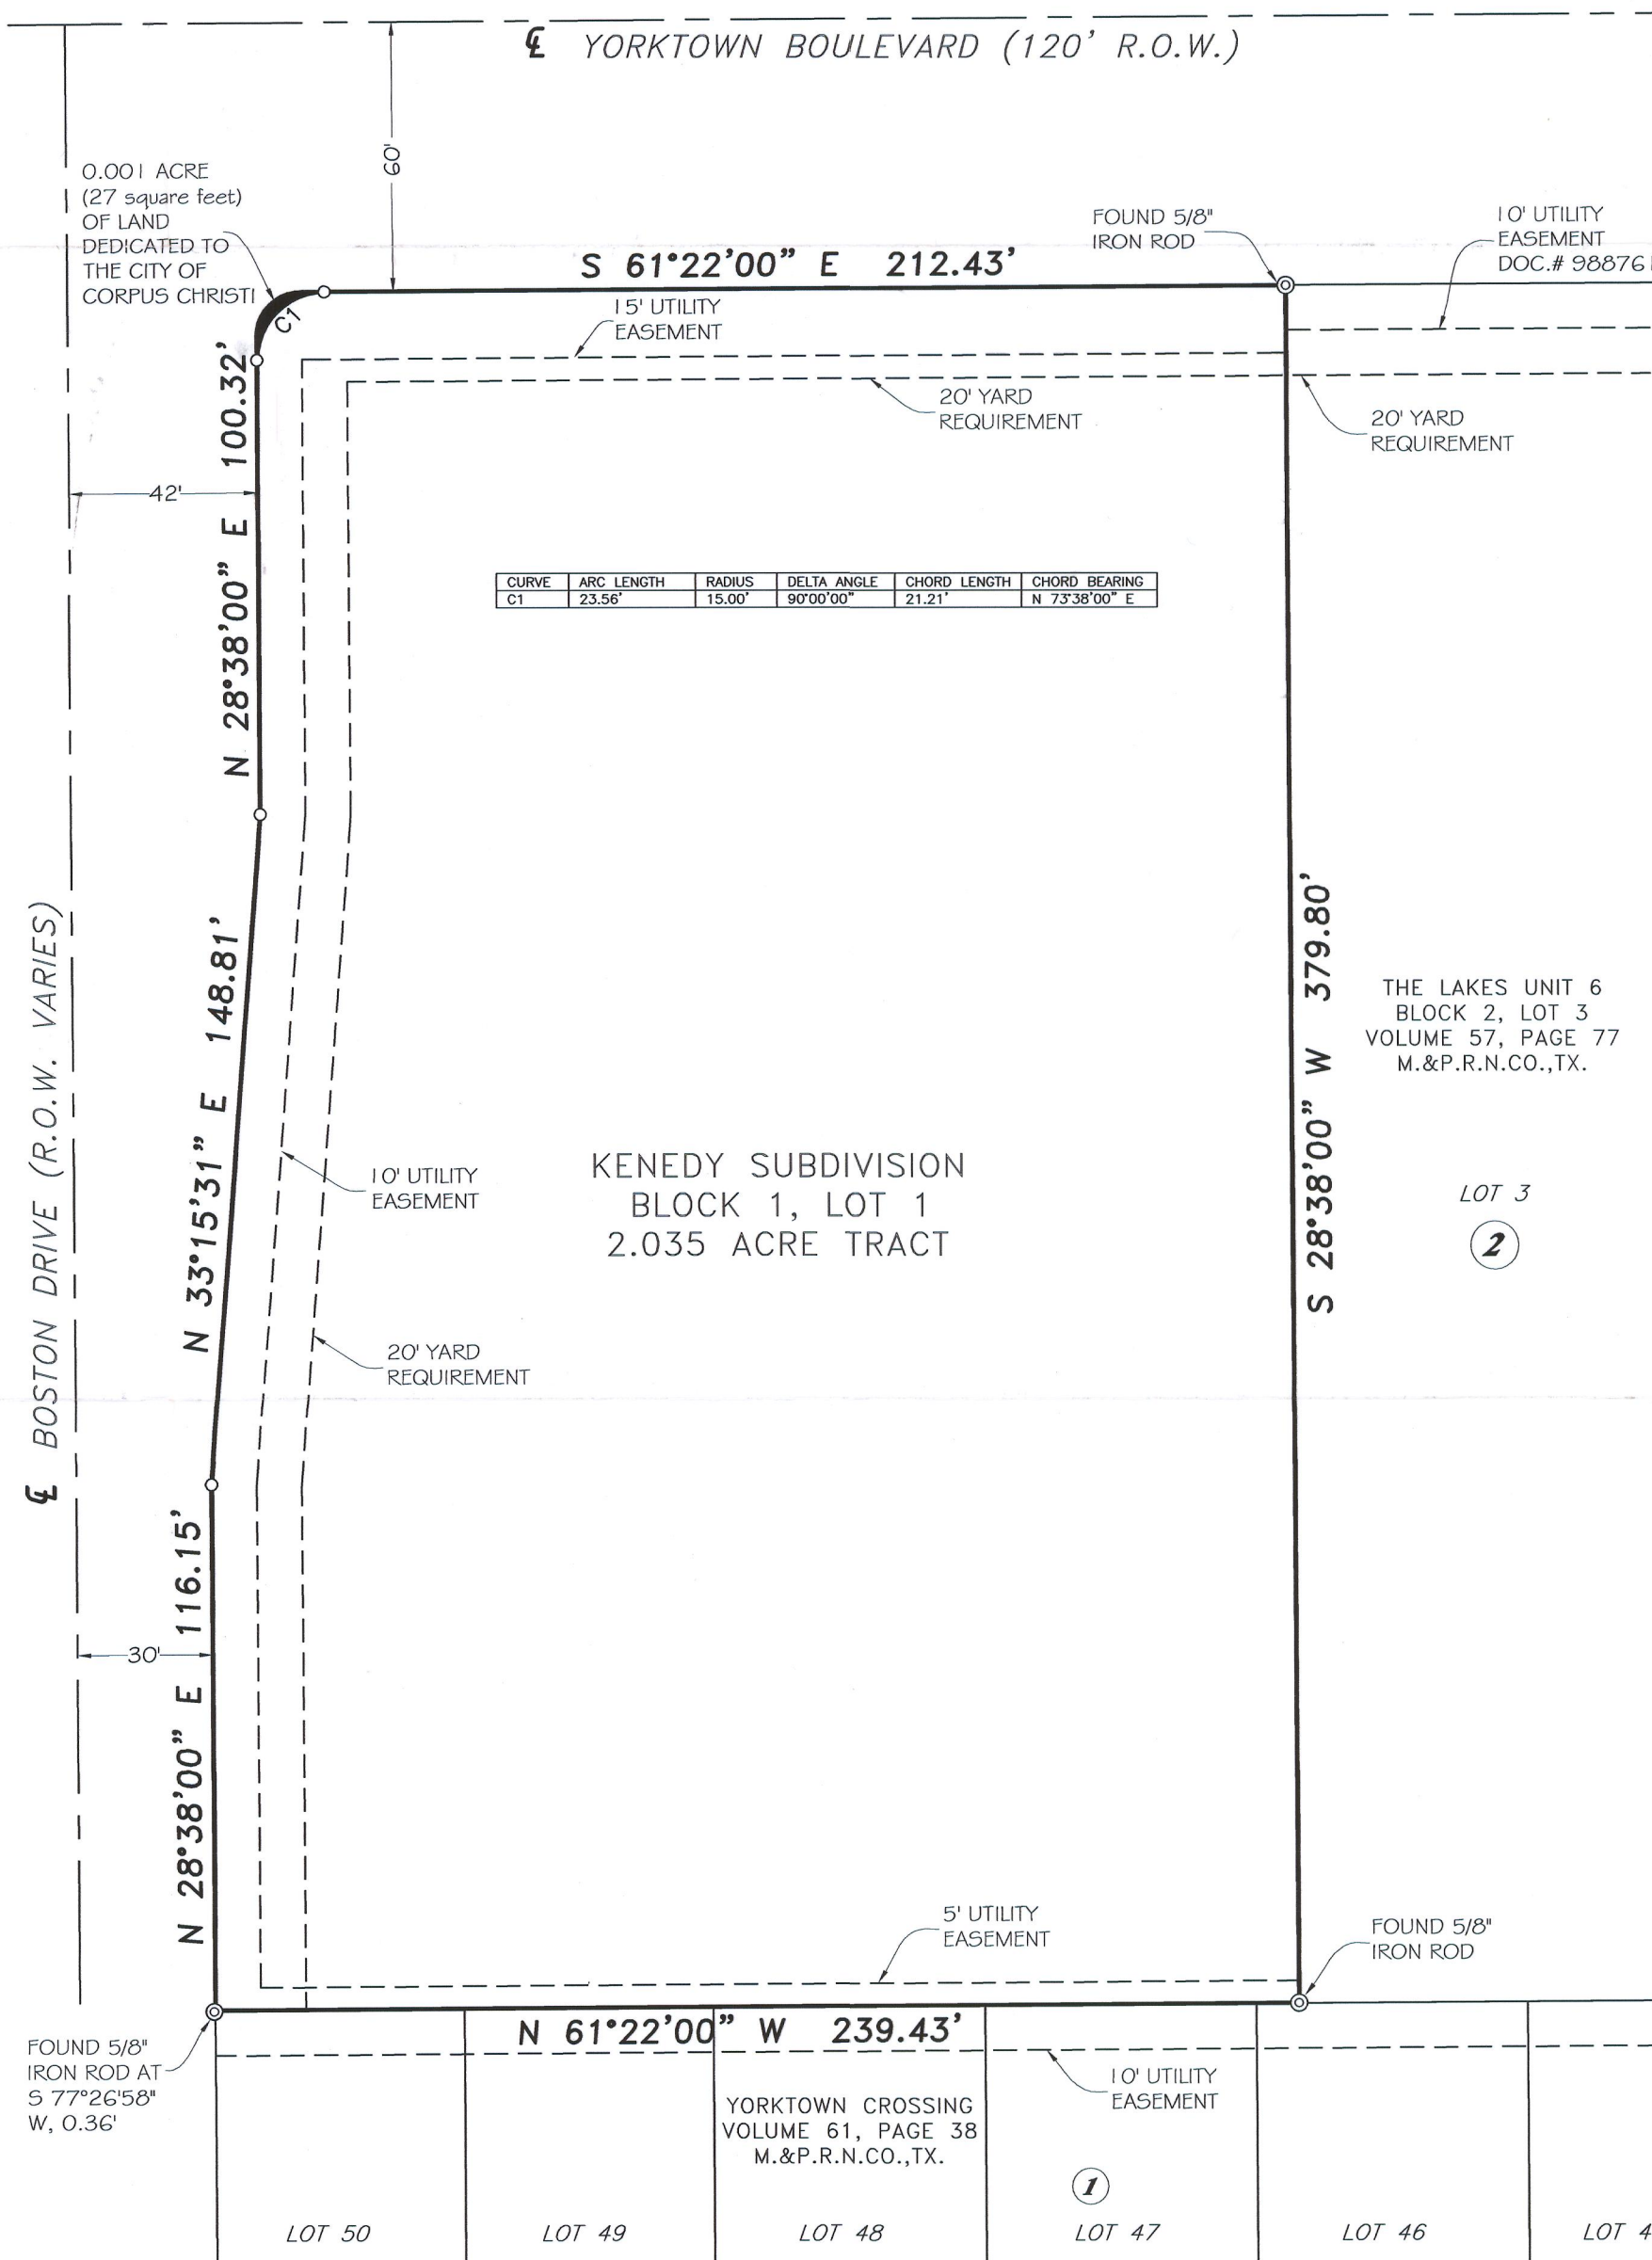 ℄ YORKTOWN BOULEVARD (120' R.O.W.)
60'
0.001 ACRE
(27 square feet)
OF LAND
DEDICATED TO
THE CITY OF
CORPUS CHRISTI
C1
S 61°22'00" E 212.43'
FOUND 5/8"
IRON ROD
10' UTILITY
EASEMENT
DOC.# 98876
15' UTILITY
EASEMENT
20' YARD
REQUIREMENT
20' YARD
REQUIREMENT
N 28°38'00" E 100.32'
42'
CURVE ARC LENGTH RADIUS DELTA ANGLE CHORD LENGTH CHORD BEARING
C1 23.56' 15.00' 90°00'00" 21.21' N 73°38'00" E
℄ BOSTON DRIVE (R.O.W. VARIES)
N 33°15'31" E 148.81'
10' UTILITY
EASEMENT
20' YARD
REQUIREMENT
KENEDY SUBDIVISION
BLOCK 1, LOT 1
2.035 ACRE TRACT
S 28°38'00" W 379.80'
THE LAKES UNIT 6
BLOCK 2, LOT 3
VOLUME 57, PAGE 77
M.&P.R.N.CO.,TX.
LOT 3
2
N 28°38'00" E 116.15'
30'
5' UTILITY
EASEMENT
FOUND 5/8"
IRON ROD
FOUND 5/8"
IRON ROD AT
S 77°26'58"
W, 0.36'
N 61°22'00" W 239.43'
10' UTILITY
EASEMENT
YORKTOWN CROSSING
VOLUME 61, PAGE 38
M.&P.R.N.CO.,TX.
1
LOT 50
LOT 49
LOT 48
LOT 47
LOT 46
LOT 4